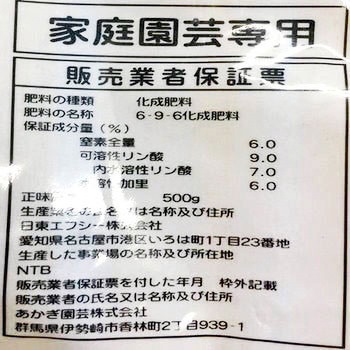 家庭園芸専用
販売業者保証票
肥料の種類 化成肥料
肥料の名称 6-9-6化成肥料
保証成分量(%)
窒素全量 6.0
可溶性リン酸 9.0
内水溶性リン酸 7.0
水溶性加里 6.0
正味 500g
生産業 名又は名称及び住所
日東エフシー株式会社
愛知県名古屋市港区いろは町1丁目23番地
生産した事業場の名称及び所在地
NTB
販売業者保証票を付した年月 枠外記載
販売業者の氏名又は名称及び住所
あかぎ園芸株式会社
群馬県伊勢崎市香林町2丁目939-1